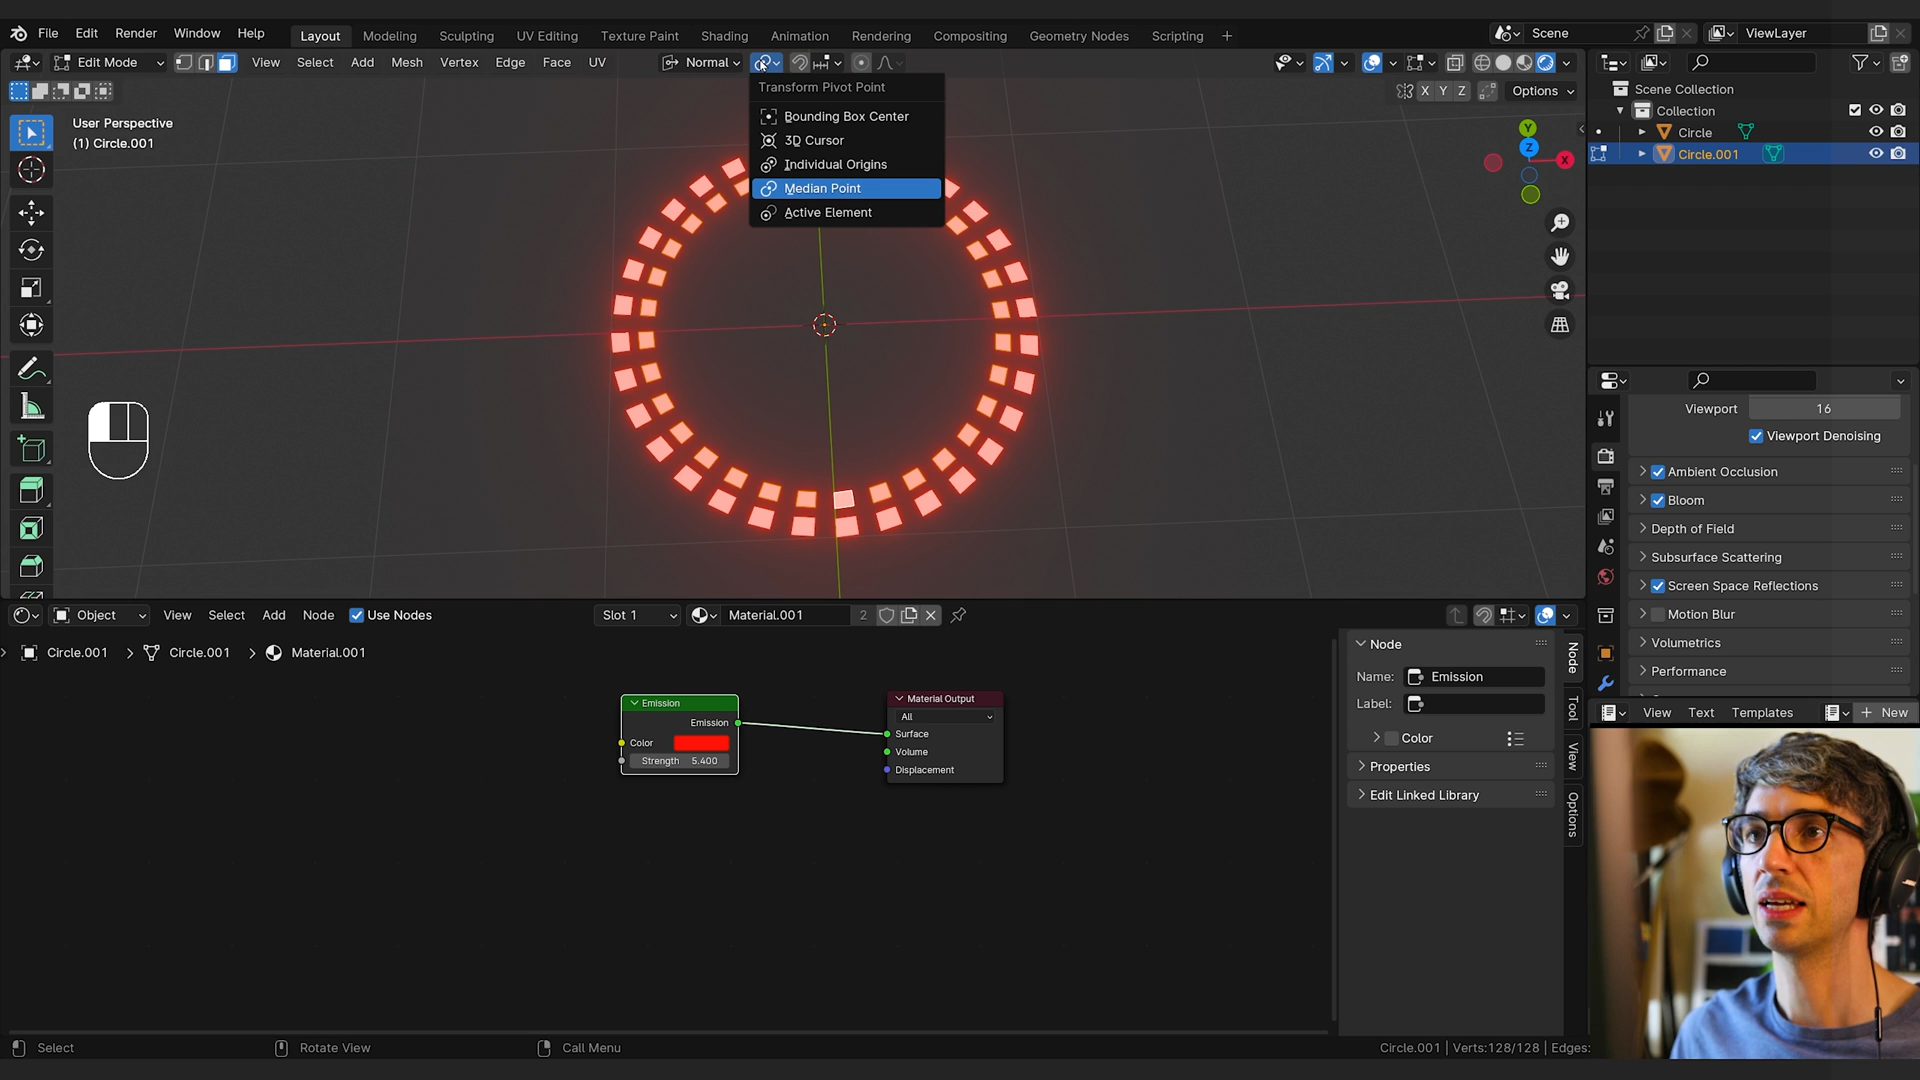 File Edit Render Window Help Layout Modeling Sculpting UV Editing Texture Paint Shading Animation Rendering Compositing Geometry Nodes Scripting + Scene ViewLayer
Edit Mode View Select Add Mesh Vertex Edge Face UV Normal
X Y Z Options
User Perspective
(1) Circle.001
Transform Pivot Point
Bounding Box Center
3D Cursor
Individual Origins
Median Point
Active Element
Y
Z
X
Scene Collection
Collection
Circle
Circle.001
Viewport 16
Viewport Denoising
Ambient Occlusion
Bloom
Depth of Field
Subsurface Scattering
Screen Space Reflections
Motion Blur
Volumetrics
Performance
View Text Templates + New
Object View Select Add Node Use Nodes Slot 1 Material.001 2
Circle.001 > Circle.001 > Material.001
Emission
Emission
Color
Strength 5.400
Material Output
All
Surface
Volume
Displacement
Node
Name: Emission
Label:
Color
Properties
Edit Linked Library
Node
Tool
View
Options
Select Rotate View Call Menu Circle.001 | Verts:128/128 | Edges: